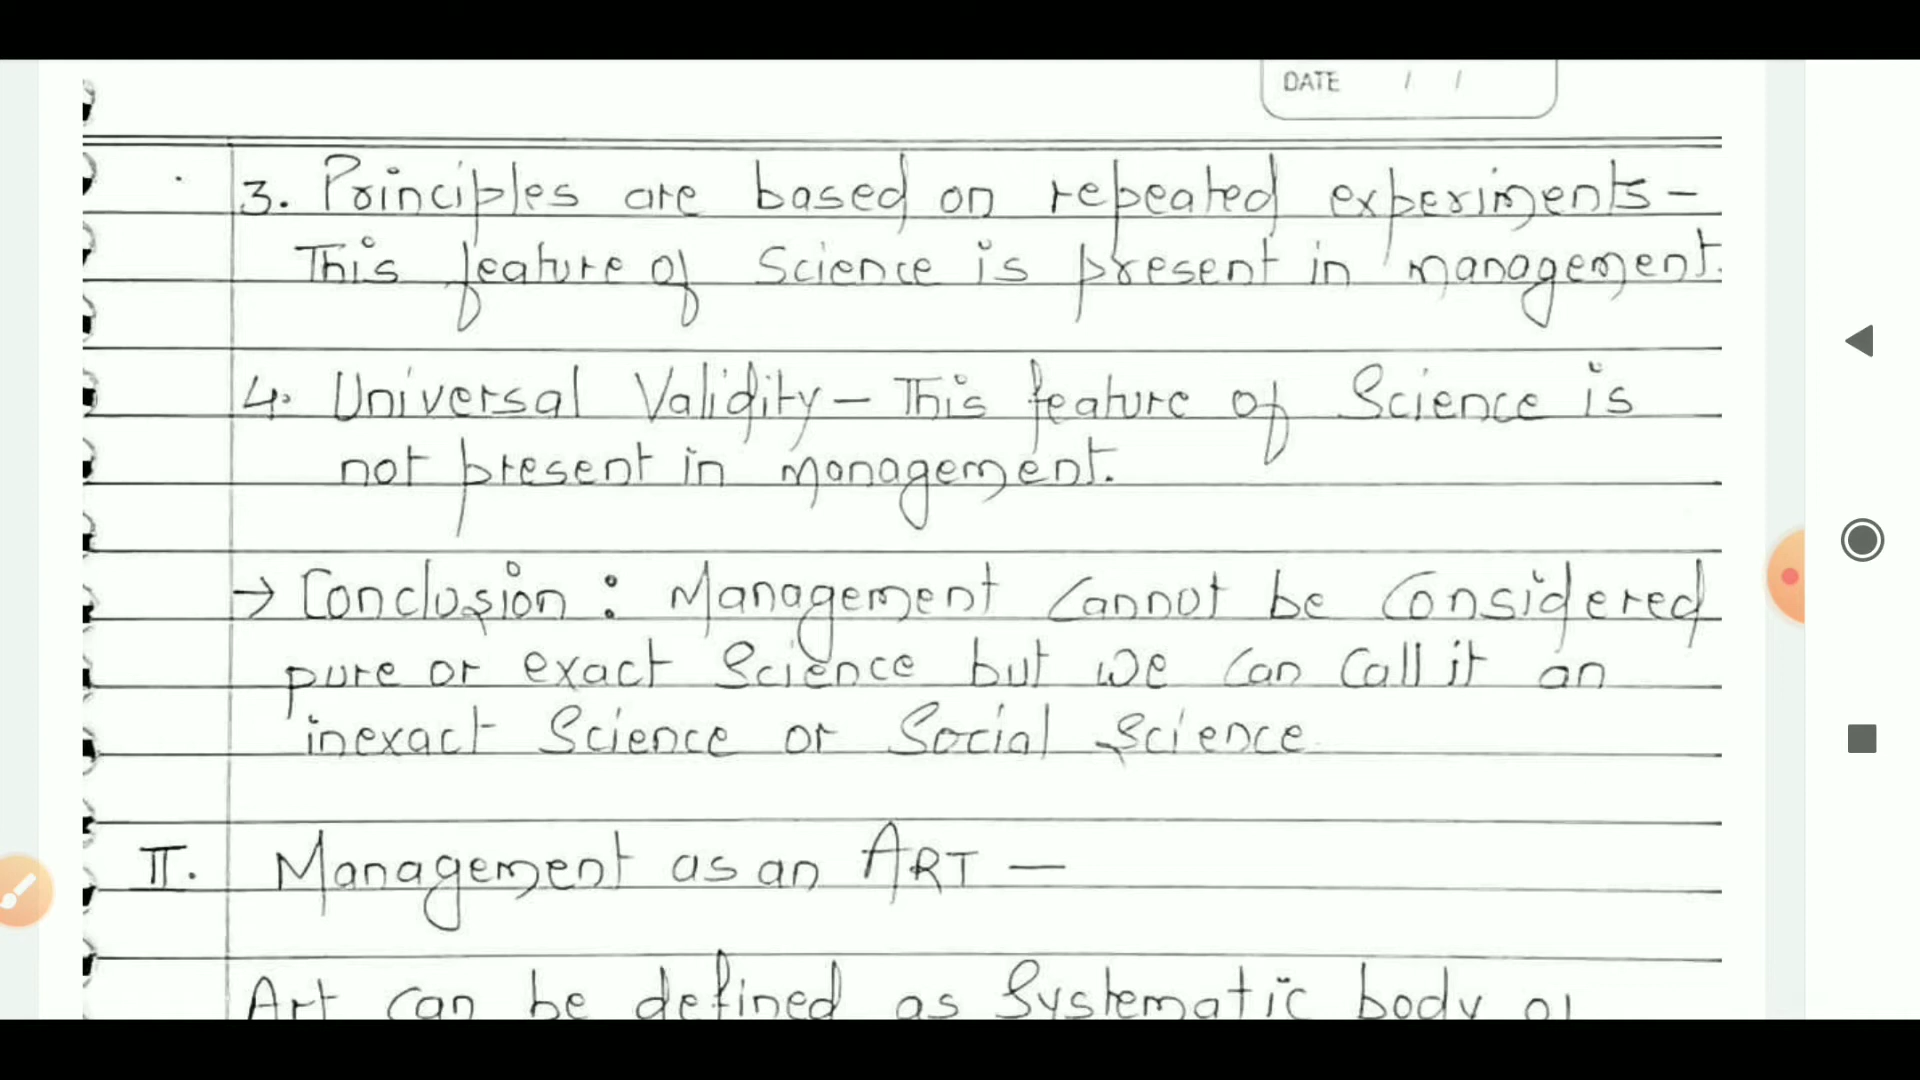 DATE / /
3. Principles are based on repeated experiments -
This feature of Science is present in management.
4. Universal Validity - This feature of Science is
not present in management.
→ Conclusion : Management cannot be Considered
pure or exact Science but we can call it an
inexact Science or Social Science
II. Management as an ART -
Art can be defined as Systematic body of